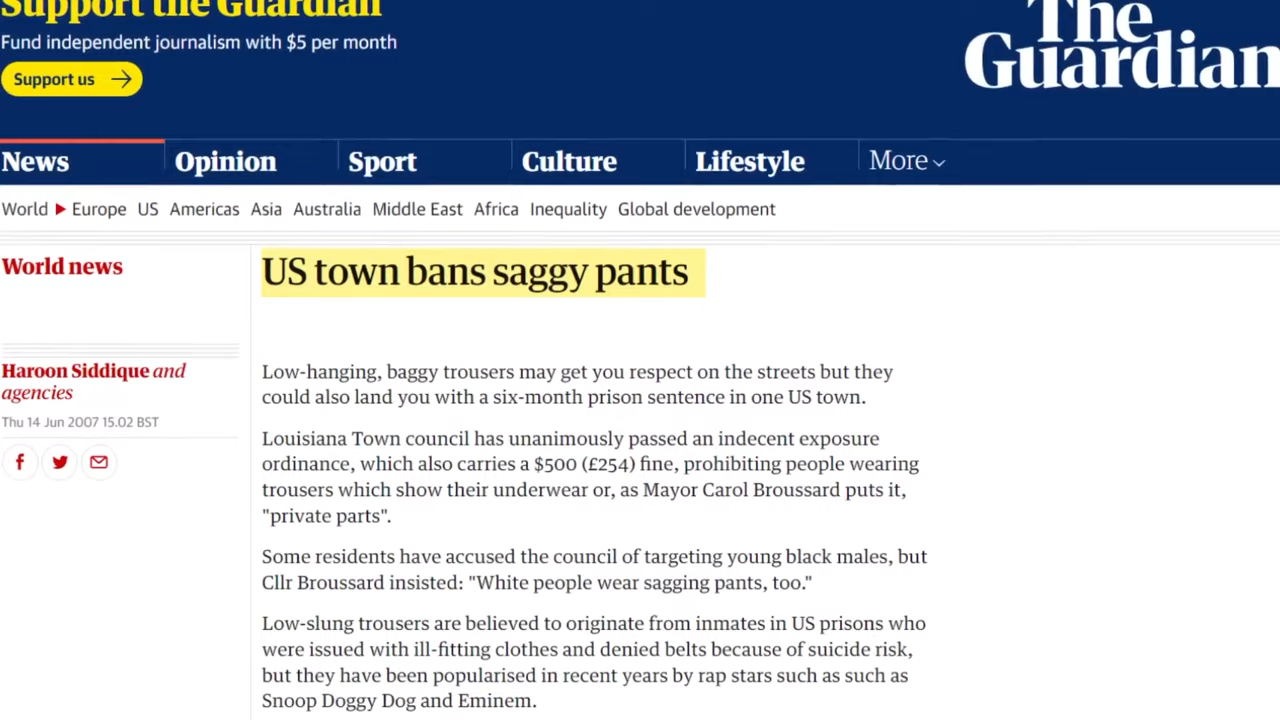 Support the Guardian
Fund independent journalism with $5 per month
Support us
The
Guardian
News
Opinion
Sport
Culture
Lifestyle
More
World
Europe
US
Americas
Asia
Australia
Middle East
Africa
Inequality
Global development
World news
US town bans saggy pants
Haroon Siddique and
agencies
Thu 14 Jun 2007 15.02 BST
Low-hanging, baggy trousers may get you respect on the streets but they
could also land you with a six-month prison sentence in one US town.
Louisiana Town council has unanimously passed an indecent exposure
ordinance, which also carries a $500 (£254) fine, prohibiting people wearing
trousers which show their underwear or, as Mayor Carol Broussard puts it,
"private parts".
Some residents have accused the council of targeting young black males, but
Cllr Broussard insisted: "White people wear sagging pants, too."
Low-slung trousers are believed to originate from inmates in US prisons who
were issued with ill-fitting clothes and denied belts because of suicide risk,
but they have been popularised in recent years by rap stars such as such as
Snoop Doggy Dog and Eminem.